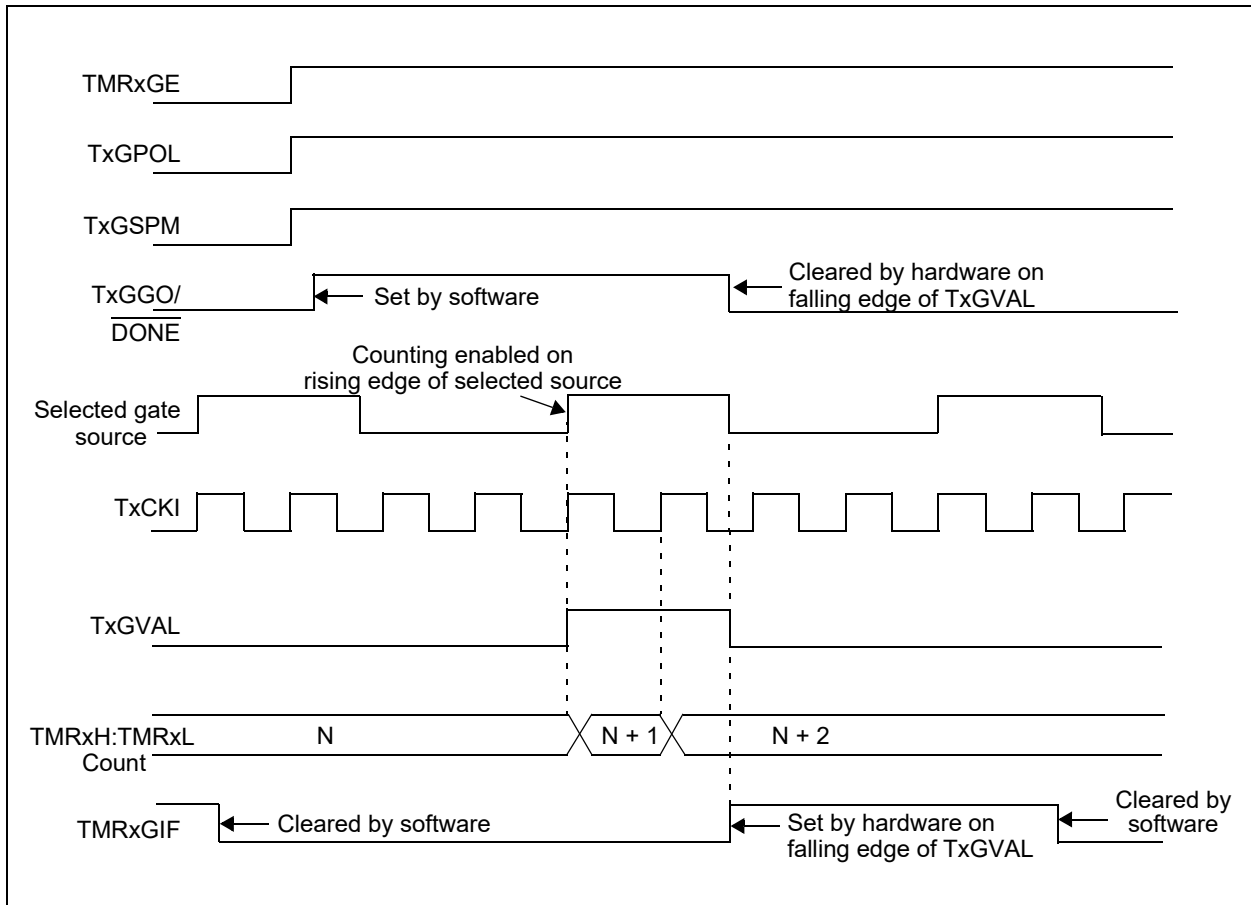 TMRxGE
TxGPOL
TxGSPM
TxGGO/
DONE
Set by software
Cleared by hardware on
falling edge of TxGVAL
Counting enabled on
rising edge of selected source
Selected gate
source
TxCKI
TxGVAL
TMRxH:TMRxL
Count
N
N + 1
N + 2
TMRxGIF
Cleared by software
Set by hardware on
falling edge of TxGVAL
Cleared by
software